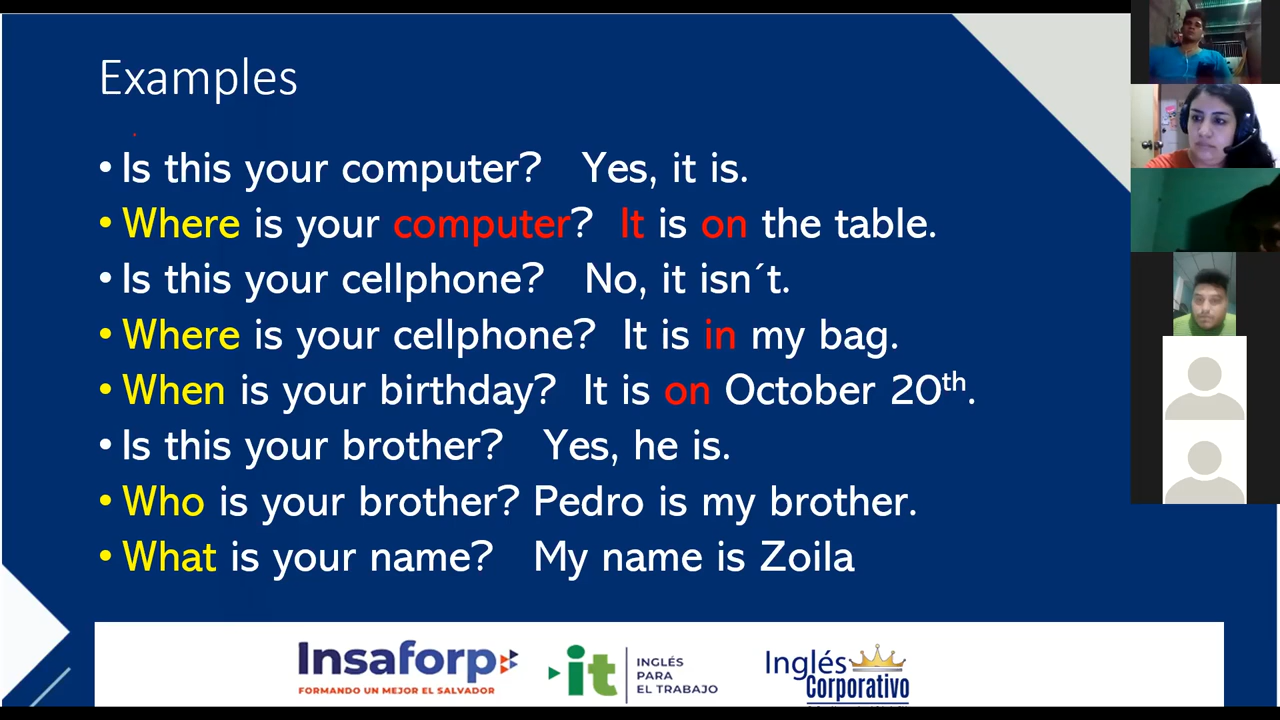 Examples
• Is this your computer? Yes, it is.
• Where is your computer? It is on the table.
• Is this your cellphone? No, it isn´t.
• Where is your cellphone? It is in my bag.
• When is your birthday? It is on October 20th.
• Is this your brother? Yes, he is.
• Who is your brother? Pedro is my brother.
• What is your name? My name is Zoila
Insaforp
FORMANDO UN MEJOR EL SALVADOR
it
INGLÉS
PARA
EL TRABAJO
Inglés
Corporativo